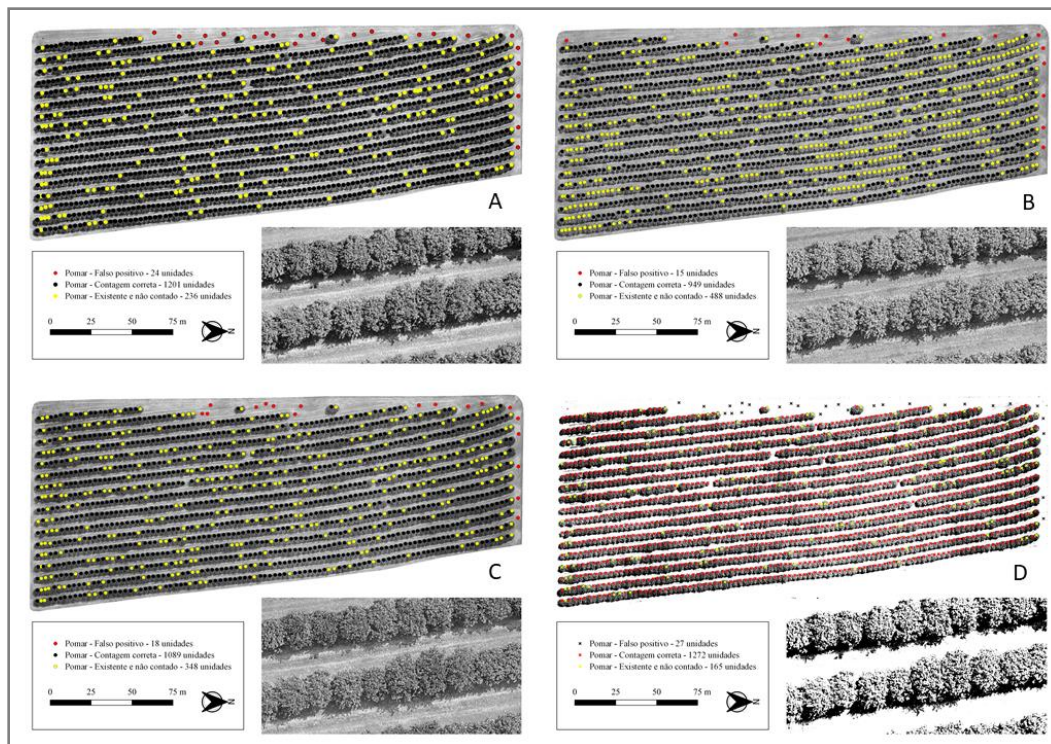 A
Pomar - Falso positivo - 24 unidades
Pomar - Contagem correta - 1201 unidades
Pomar - Existente e não contado - 236 unidades
0 25 50 75 m
N
B
Pomar - Falso positivo - 15 unidades
Pomar - Contagem correta - 949 unidades
Pomar - Existente e não contado - 488 unidades
0 25 50 75 m
N
C
Pomar - Falso positivo - 18 unidades
Pomar - Contagem correta - 1089 unidades
Pomar - Existente e não contado - 348 unidades
0 25 50 75 m
N
D
Pomar - Falso positivo - 27 unidades
Pomar - Contagem correta - 1272 unidades
Pomar - Existente e não contado - 165 unidades
0 25 50 75 m
N